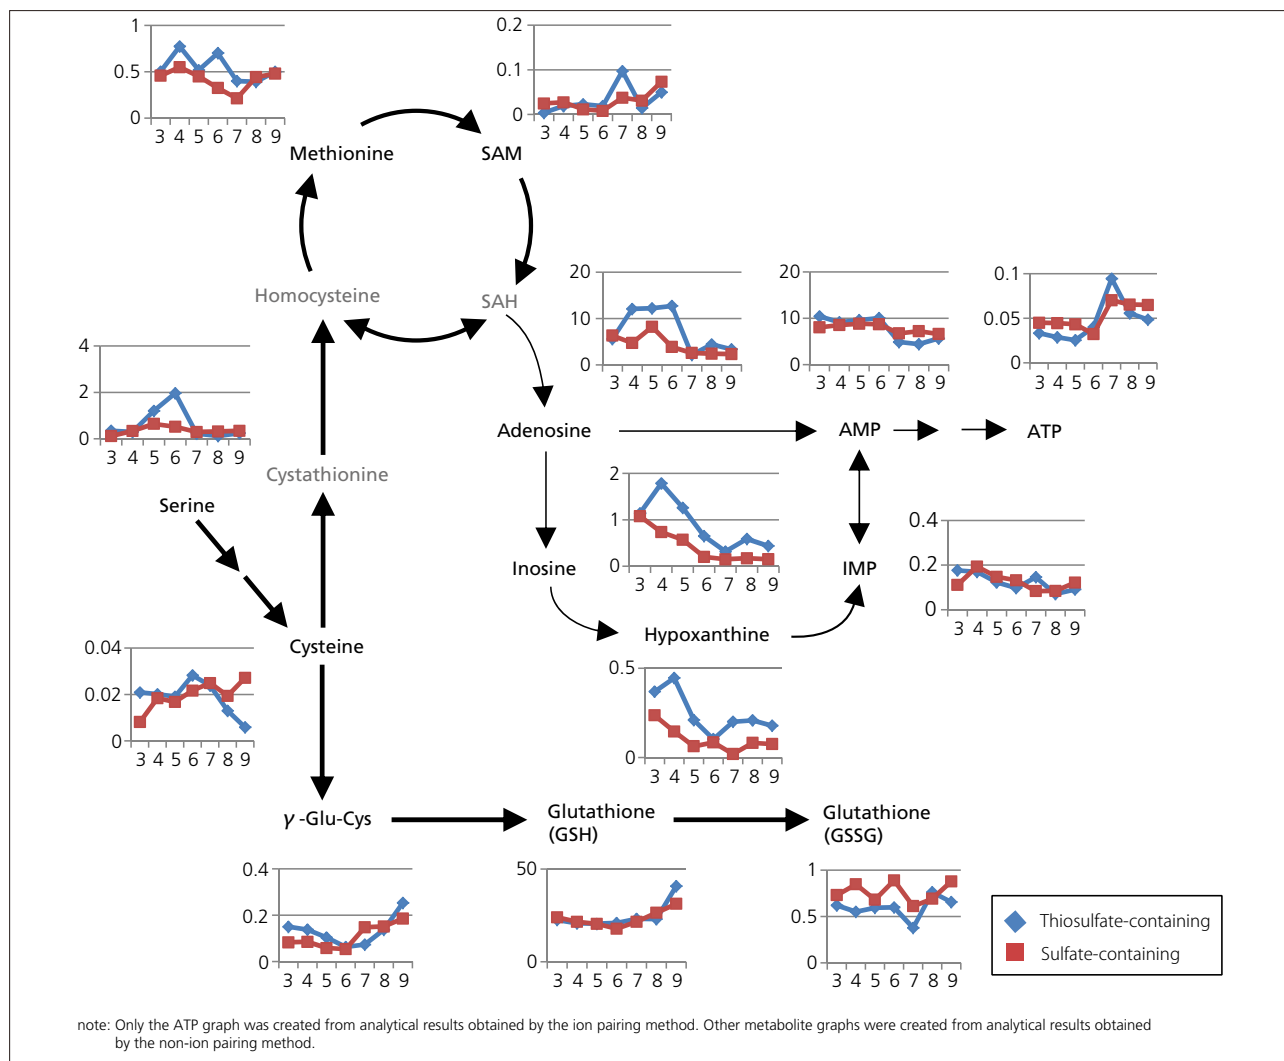 1
0.5
0
3 4 5 6 7 8 9
0.2
0.1
0
3 4 5 6 7 8 9
Methionine
SAM
Homocysteine
SAH
20
10
0
3 4 5 6 7 8 9
20
10
0
3 4 5 6 7 8 9
0.1
0.05
0
3 4 5 6 7 8 9
4
2
0
3 4 5 6 7 8 9
Adenosine
AMP
ATP
Cystathionine
Serine
2
1
0
3 4 5 6 7 8 9
0.4
0.2
0
3 4 5 6 7 8 9
Inosine
IMP
Cysteine
Hypoxanthine
0.04
0.02
0
3 4 5 6 7 8 9
0.5
0
3 4 5 6 7 8 9
γ -Glu-Cys
Glutathione
(GSH)
Glutathione
(GSSG)
0.4
0.2
0
3 4 5 6 7 8 9
50
0
3 4 5 6 7 8 9
1
0.5
0
3 4 5 6 7 8 9
Thiosulfate-containing
Sulfate-containing
note: Only the ATP graph was created from analytical results obtained by the ion pairing method. Other metabolite graphs were created from analytical results obtained
by the non-ion pairing method.